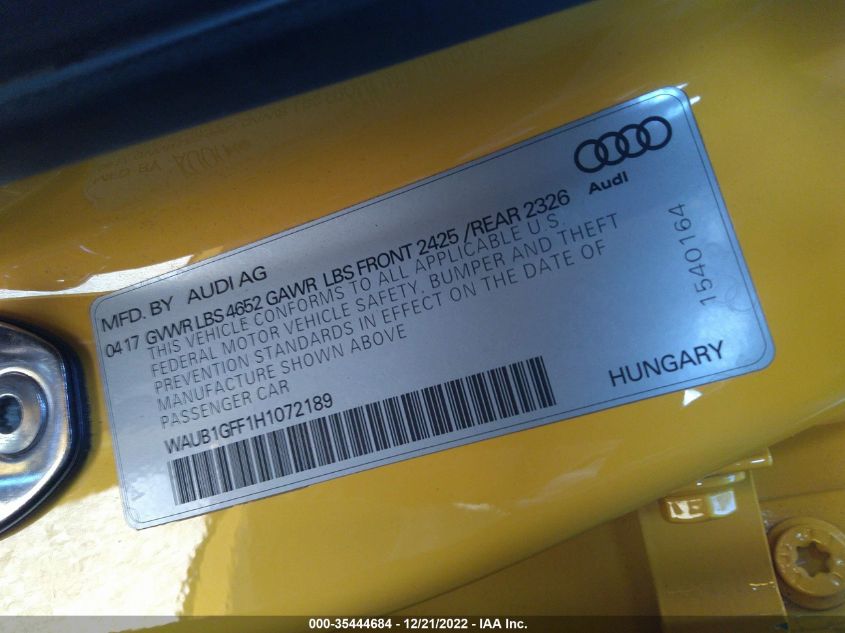 Audi
MFD. BY AUDI AG
04 17 GVWR LBS 4652 GAWR LBS FRONT 2425 /REAR 2326
THIS VEHICLE CONFORMS TO ALL APPLICABLE U.S.
FEDERAL MOTOR VEHICLE SAFETY, BUMPER AND THEFT
PREVENTION STANDARDS IN EFFECT ON THE DATE OF
MANUFACTURE SHOWN ABOVE
PASSENGER CAR
WAUB1GFF1H1072189
HUNGARY
1540164
000-35444684 - 12/21/2022 - IAA Inc.